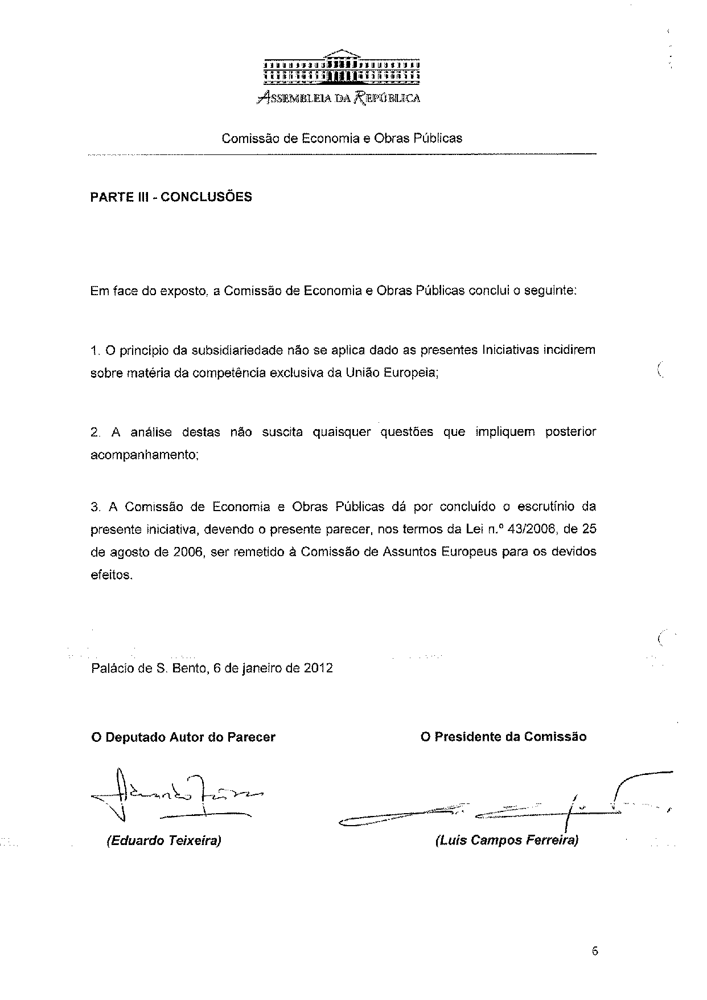 ASSEMBLEIA DA REPÚBLICA
Comissão de Economia e Obras Públicas
PARTE III - CONCLUSÕES
Em face do exposto, a Comissão de Economia e Obras Públicas conclui o seguinte:
1. O principio da subsidiariedade não se aplica dado as presentes Iniciativas incidirem
sobre matéria da competência exclusiva da União Europeia;
2. A análise destas não suscita quaisquer questões que impliquem posterior
acompanhamento;
3. A Comissão de Economia e Obras Públicas dá por concluído o escrutínio da
presente iniciativa, devendo o presente parecer, nos termos da Lei n.º 43/2006, de 25
de agosto de 2006, ser remetido à Comissão de Assuntos Europeus para os devidos
efeitos.
Palácio de S. Bento, 6 de janeiro de 2012
O Deputado Autor do Parecer O Presidente da Comissão
(Eduardo Teixeira) (Luis Campos Ferreira)
6